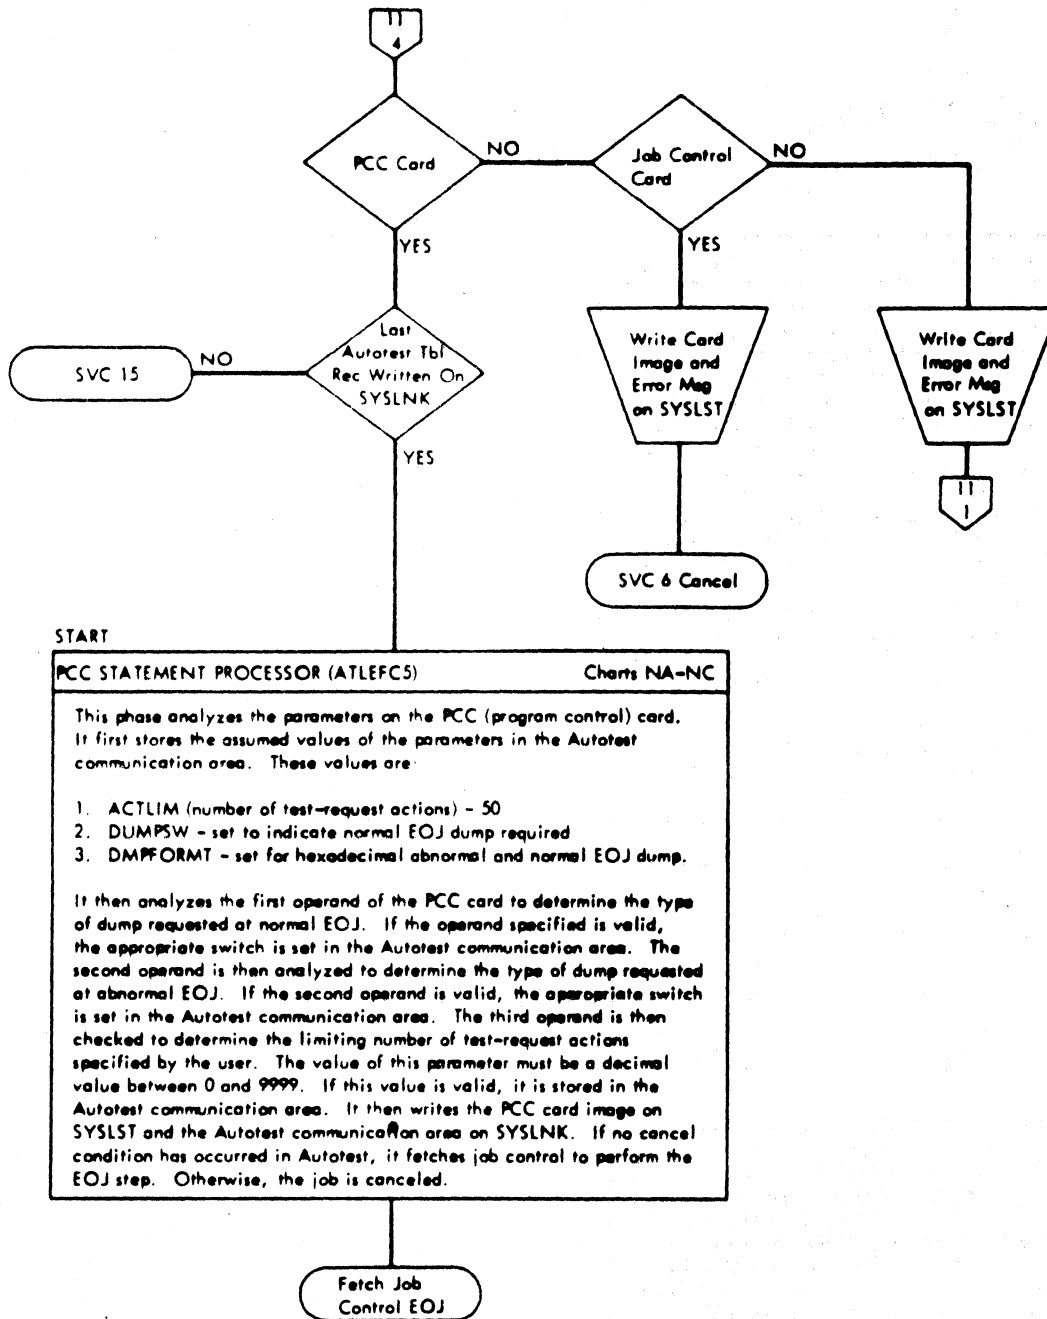 11
4
PCC Card
NO
Job Control
Card
NO
YES
YES
Last
Autotest Tbl
Rec Written On
SYSLNK
NO
SVC 15
Write Card
Image and
Error Msg
on SYSLST
Write Card
Image and
Error Msg
on SYSLST
YES
11
1
SVC 6 Cancel
START
PCC STATEMENT PROCESSOR (ATLEFC5) Charts NA-NC
This phase analyzes the parameters on the PCC (program control) card.
It first stores the assumed values of the parameters in the Autotest
communication area. These values are
1. ACTLIM (number of test-request actions) - 50
2. DUMPSW - set to indicate normal EOJ dump required
3. DMPFORMT - set for hexadecimal abnormal and normal EOJ dump.
It then analyzes the first operand of the PCC card to determine the type
of dump requested at normal EOJ. If the operand specified is valid,
the appropriate switch is set in the Autotest communication area. The
second operand is then analyzed to determine the type of dump requested
at abnormal EOJ. If the second operand is valid, the appropriate switch
is set in the Autotest communication area. The third operand is then
checked to determine the limiting number of test-request actions
specified by the user. The value of this parameter must be a decimal
value between 0 and 9999. If this value is valid, it is stored in the
Autotest communication area. It then writes the PCC card image on
SYSLST and the Autotest communication area on SYSLNK. If no cancel
condition has occurred in Autotest, it fetches job control to perform the
EOJ step. Otherwise, the job is canceled.
Fetch Job
Control EOJ